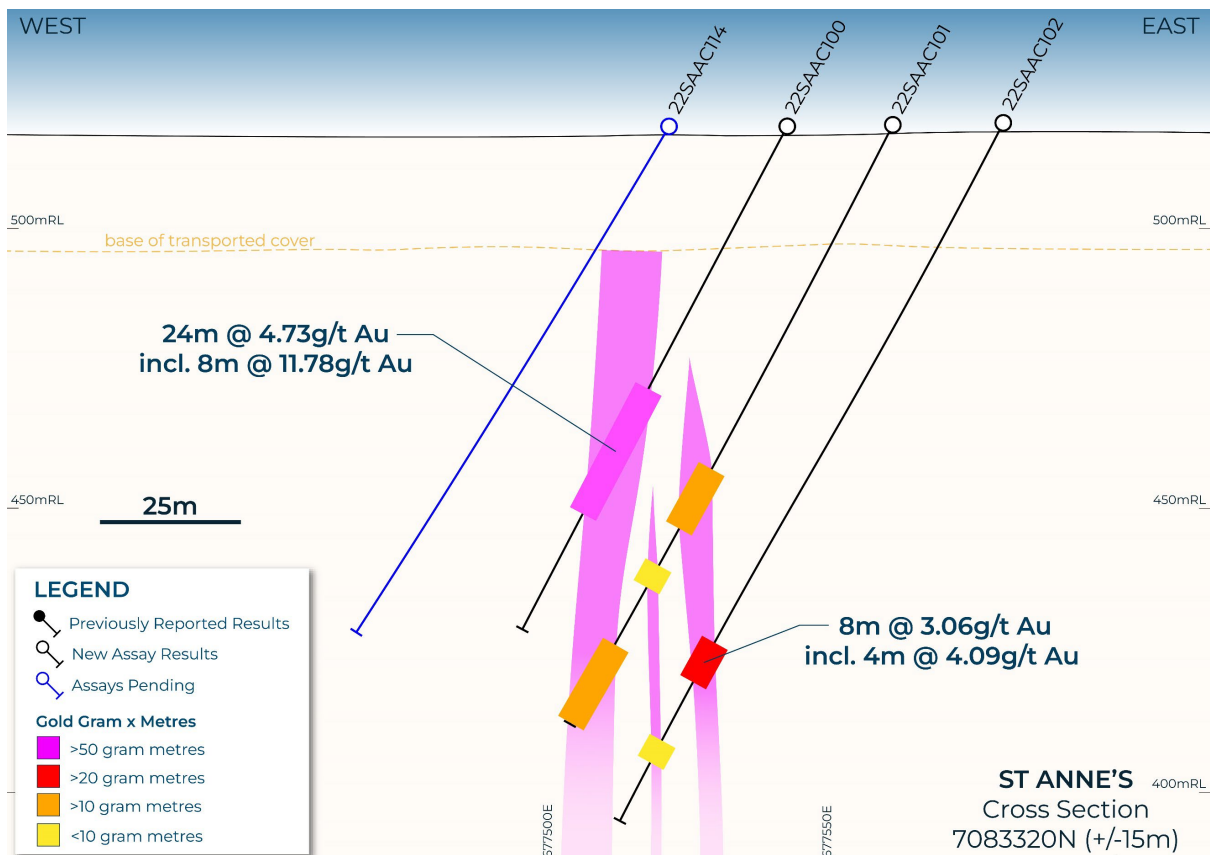 WEST
EAST
22SAAC114
22SAAC100
22SAAC101
22SAAC102
500mRL
500mRL
base of transported cover
24m @ 4.73g/t Au
incl. 8m @ 11.78g/t Au
450mRL
450mRL
25m
LEGEND
Previously Reported Results
New Assay Results
Assays Pending
Gold Gram x Metres
>50 gram metres
>20 gram metres
>10 gram metres
<10 gram metres
8m @ 3.06g/t Au
incl. 4m @ 4.09g/t Au
ST ANNE'S
400mRL
Cross Section
7083320N (+/-15m)